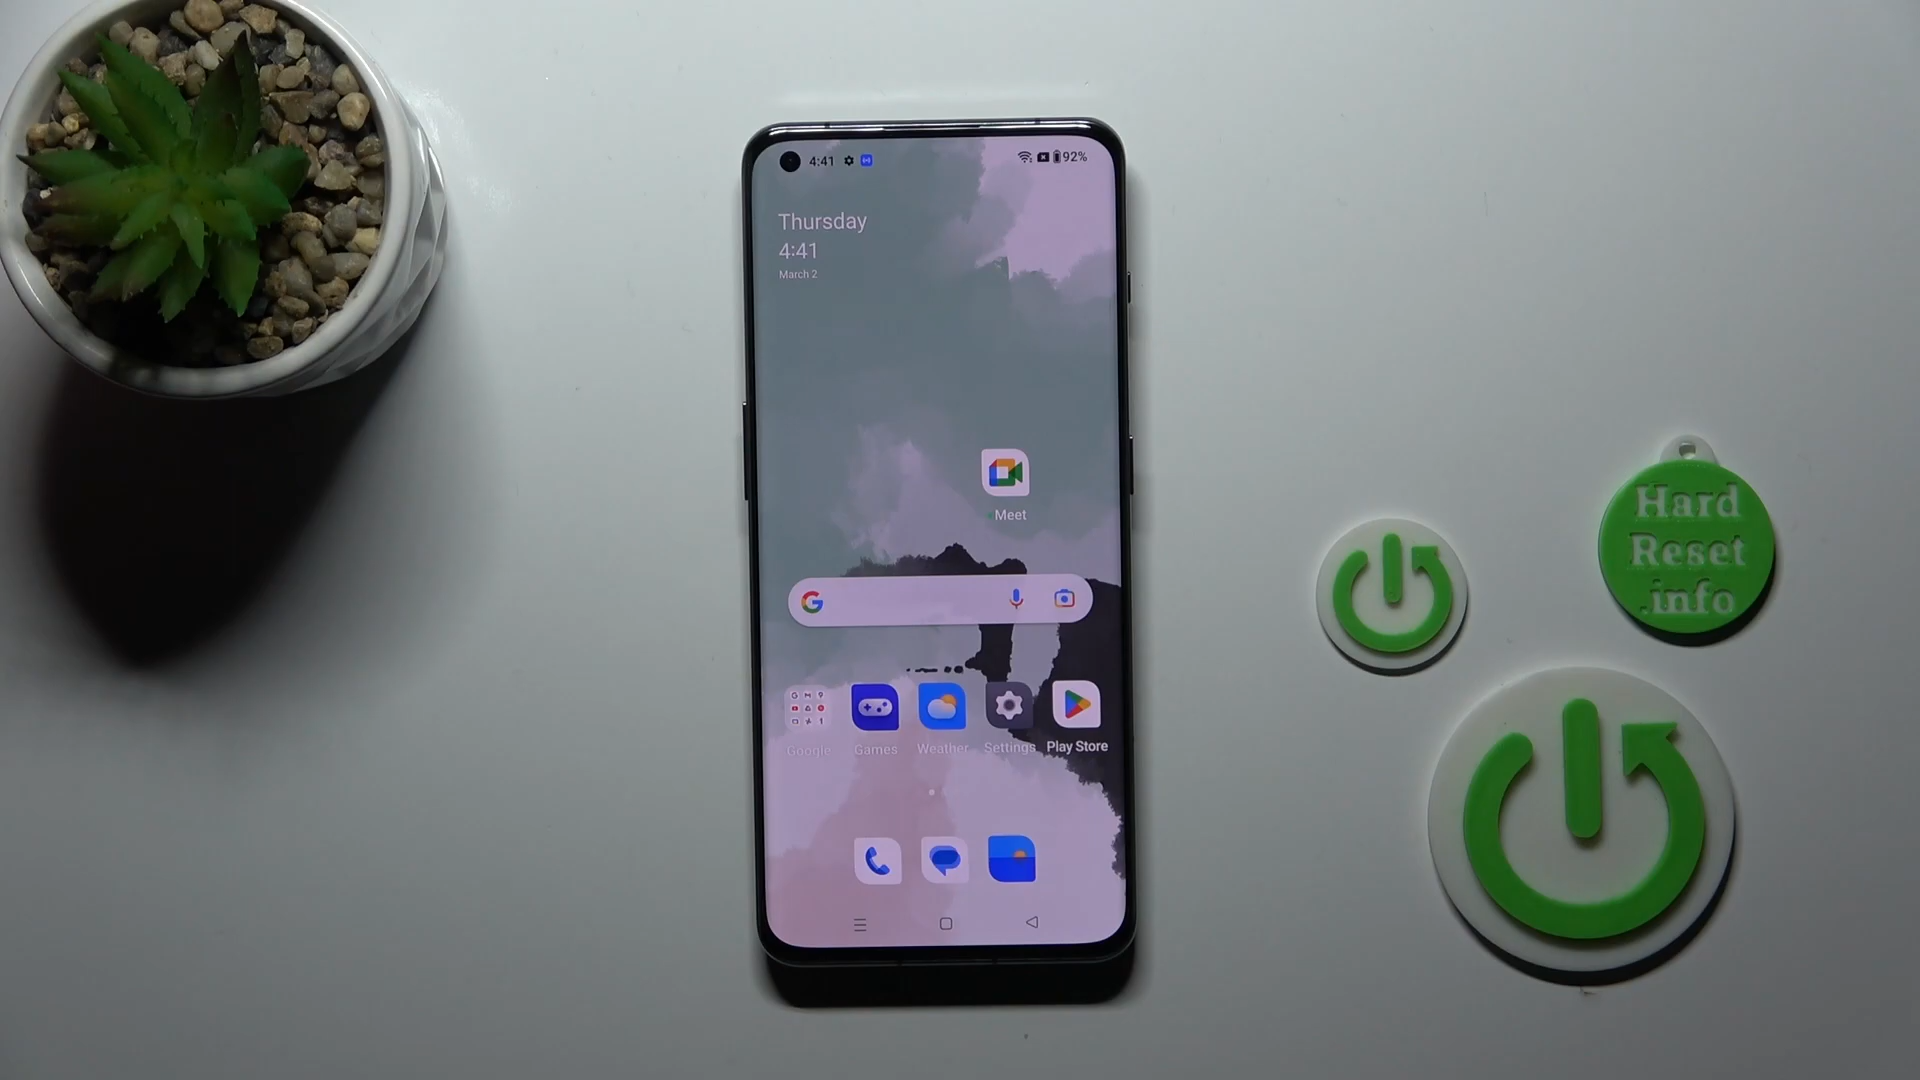 4:41
92%
Thursday
4:41
March 2
Meet
Google
Games
Weather
Settings
Play Store
Hard
Reset
.info